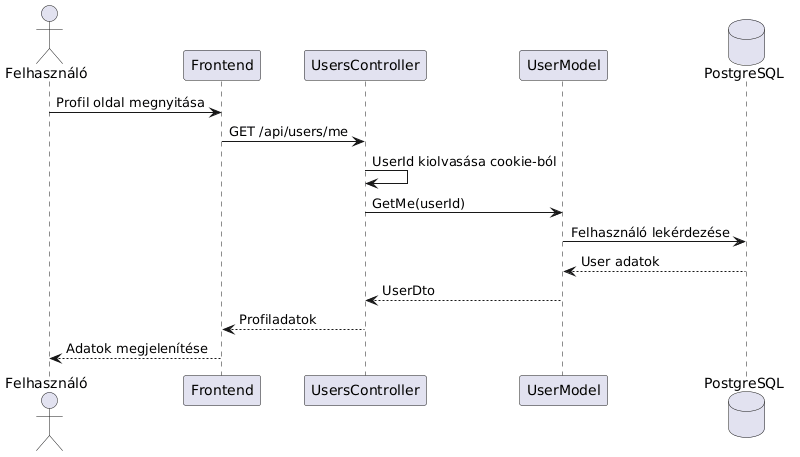 Felhasználó
Frontend
UsersController
UserModel
PostgreSQL
Profil oldal megnyitása
GET /api/users/me
UserId kiolvasása cookie-ból
GetMe(userId)
Felhasználó lekérdezése
User adatok
UserDto
Profiladatok
Adatok megjelenítése
Felhasználó
Frontend
UsersController
UserModel
PostgreSQL